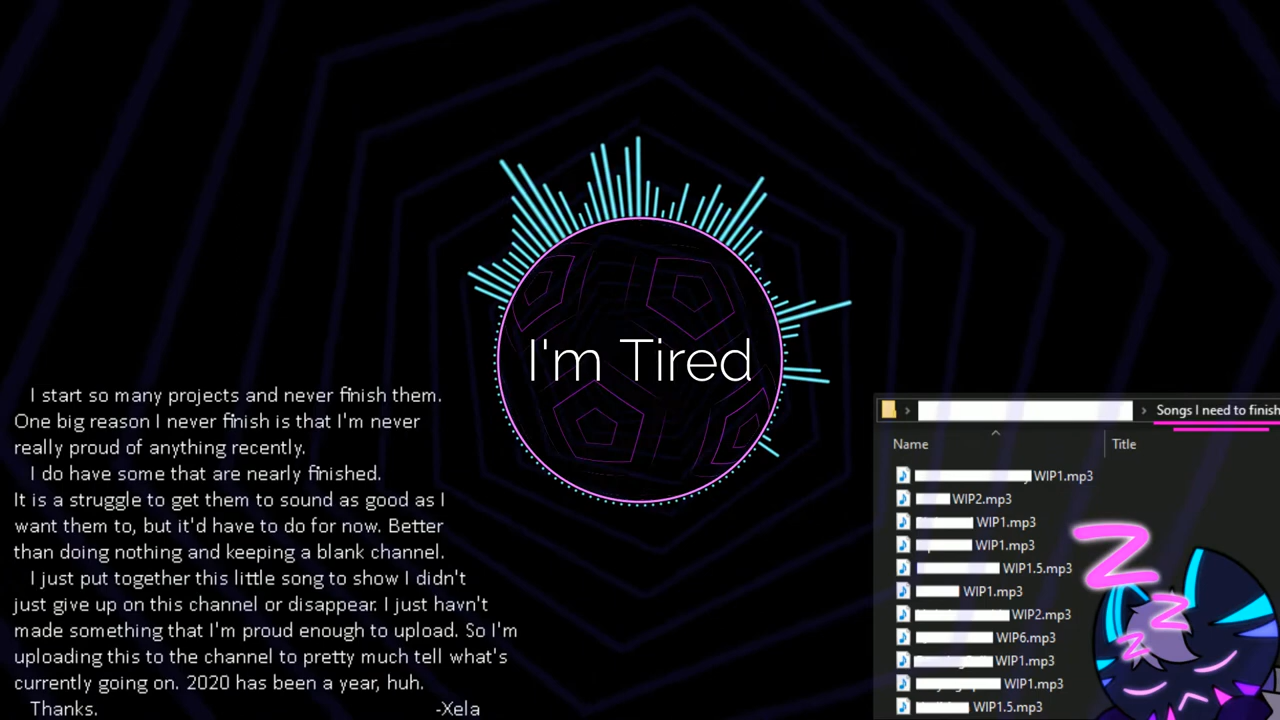 I'm Tired
I start so many projects and never finish them.
One big reason I never finish is that I'm never
really proud of anything recently.
I do have some that are nearly finished.
It is a struggle to get them to sound as good as I
want them to, but it'd have to do for now. Better
than doing nothing and keeping a blank channel.
I just put together this little song to show I didn't
just give up on this channel or disappear. I just havn't
made something that I'm proud enough to upload. So I'm
uploading this to the channel to pretty much tell what's
currently going on. 2020 has been a year, huh.
Thanks. -Xela
Songs I need to finish
Name Title
WIP1.mp3
WIP2.mp3
WIP1.mp3
WIP1.mp3
WIP1.5.mp3
WIP1.mp3
WIP2.mp3
WIP6.mp3
WIP1.mp3
WIP1.mp3
WIP1.5.mp3
Z
Z
Z